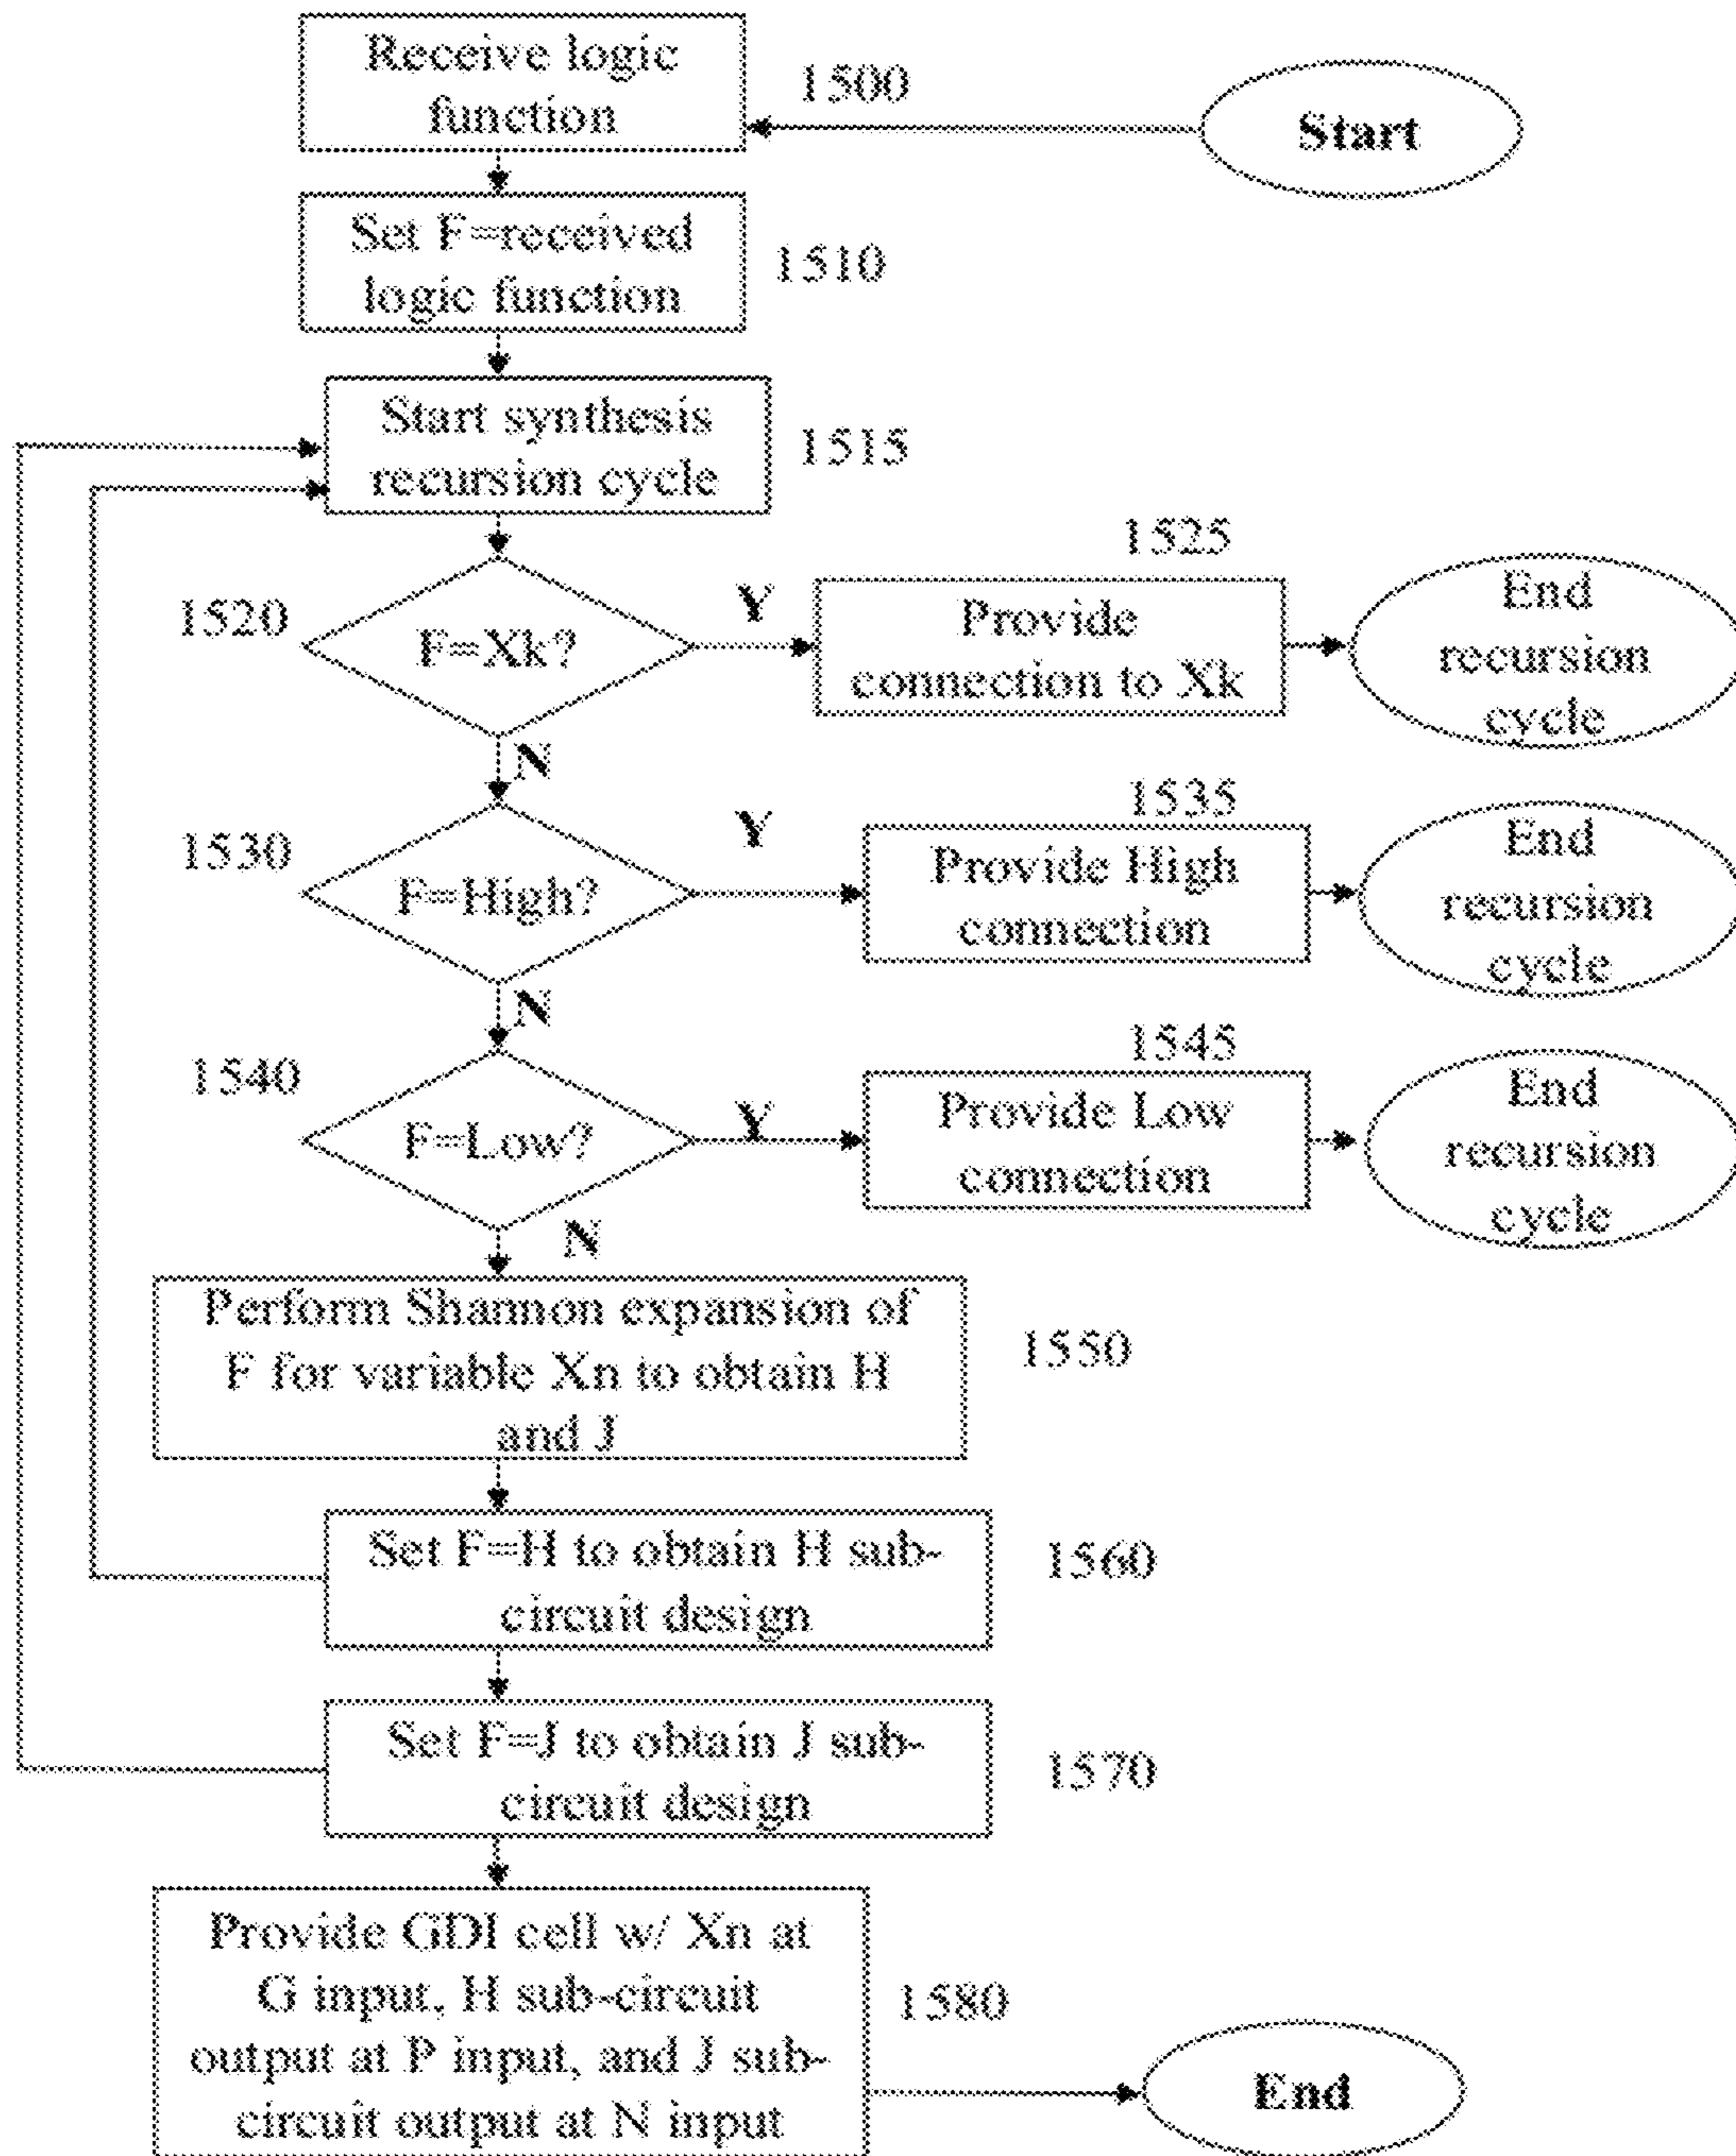 Receive logic
function
1500
Start
Set F=received
logic function
1510
Start synthesis
recursion cycle
1515
1520
F=Xk?
Y
1525
Provide
connection to Xk
End
recursion
cycle
N
1530
F=High?
Y
1535
Provide High
connection
End
recursion
cycle
N
1540
F=Low?
Y
1545
Provide Low
connection
End
recursion
cycle
N
Perform Shannon expansion of
F for variable Xn to obtain H
and J
1550
Set F=H to obtain H sub-
circuit design
1560
Set F=J to obtain J sub-
circuit design
1570
Provide GDI cell w/ Xn at
G input, H sub-circuit
output at P input, and J sub-
circuit output at N input
1580
End